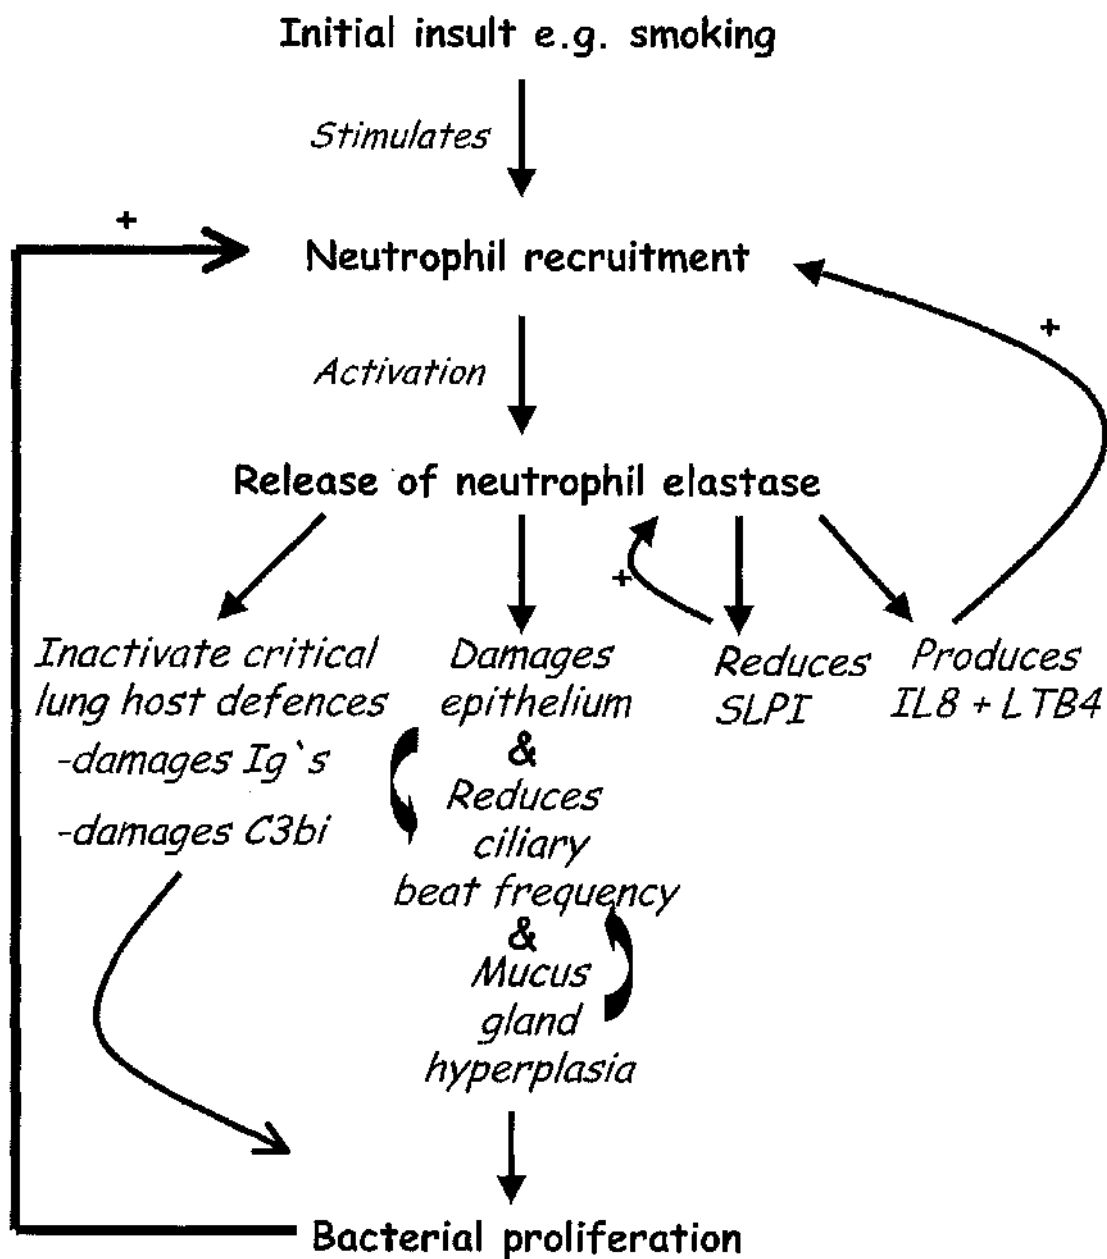 Initial insult e.g. smoking
Stimulates
+
Neutrophil recruitment
+
Activation
Release of neutrophil elastase
+
Inactivate critical
lung host defences
-damages Ig`s
-damages C3bi
Damages
epithelium
&
Reduces
ciliary
beat frequency
&
Mucus
gland
hyperplasia
Reduces
SLPI
Produces
IL8 + LTB4
Bacterial proliferation